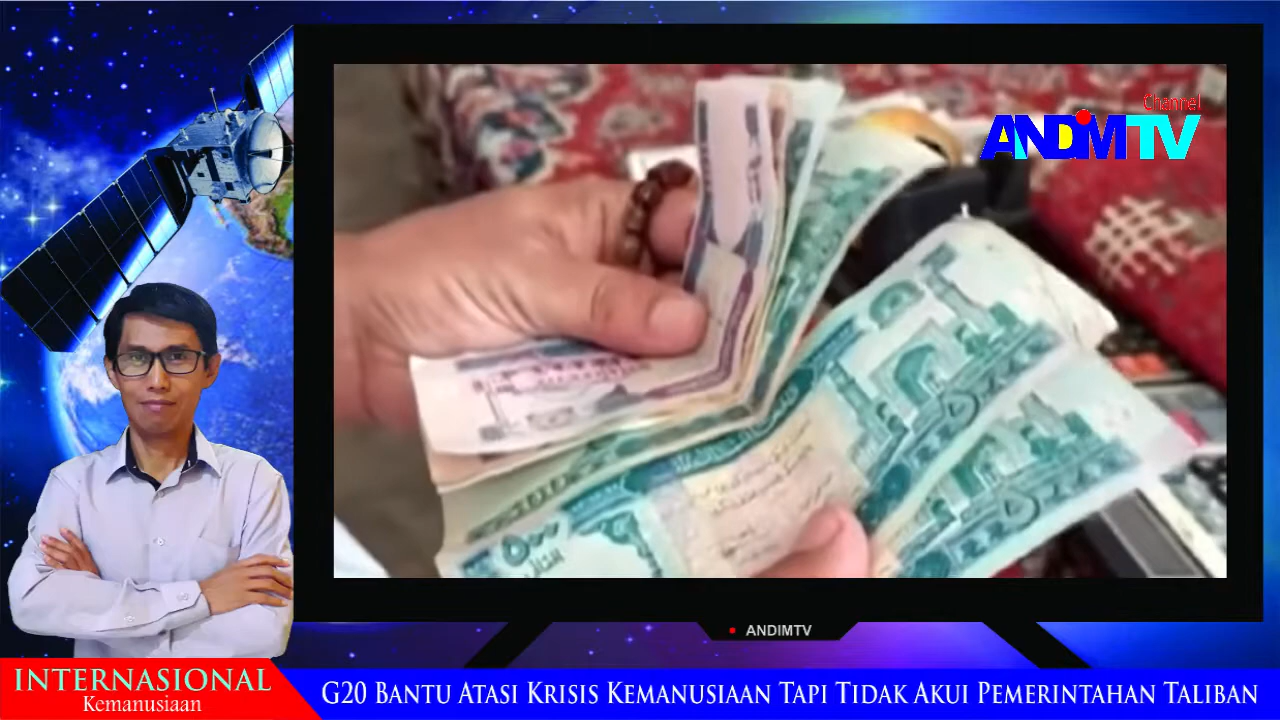 Channel
ANDIMTV
ANDIMTV
INTERNASIONAL
Kemanusiaan
G20 BANTU ATASI KRISIS KEMANUSIAAN TAPI TIDAK AKUI PEMERINTAHAN TALIBAN